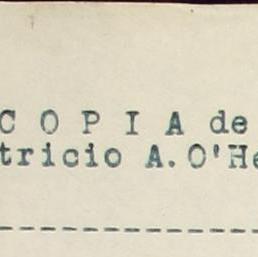 C O P I A de
tricio A. O'He
---------------------